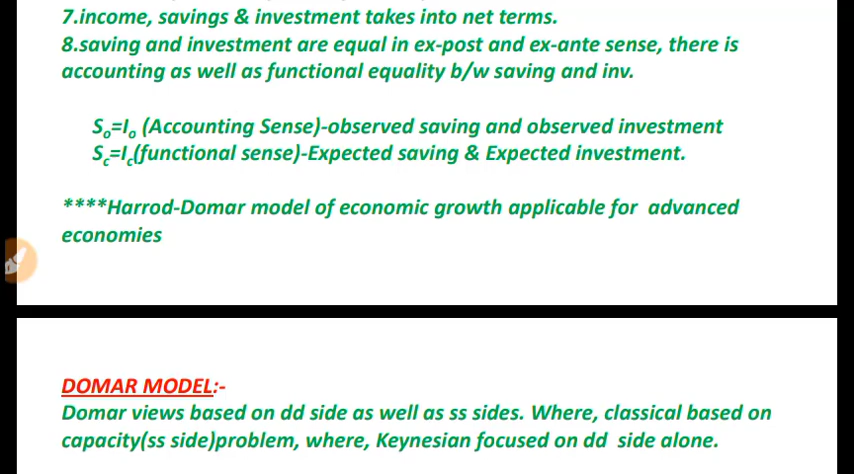 7.income, savings & investment takes into net terms.
8.saving and investment are equal in ex-post and ex-ante sense, there is
accounting as well as functional equality b/w saving and inv.
Sₒ=Iₒ (Accounting Sense)-observed saving and observed investment
S꜀=I꜀(functional sense)-Expected saving & Expected investment.
****Harrod-Domar model of economic growth applicable for advanced
economies
DOMAR MODEL:-
Domar views based on dd side as well as ss sides. Where, classical based on
capacity(ss side)problem, where, Keynesian focused on dd side alone.